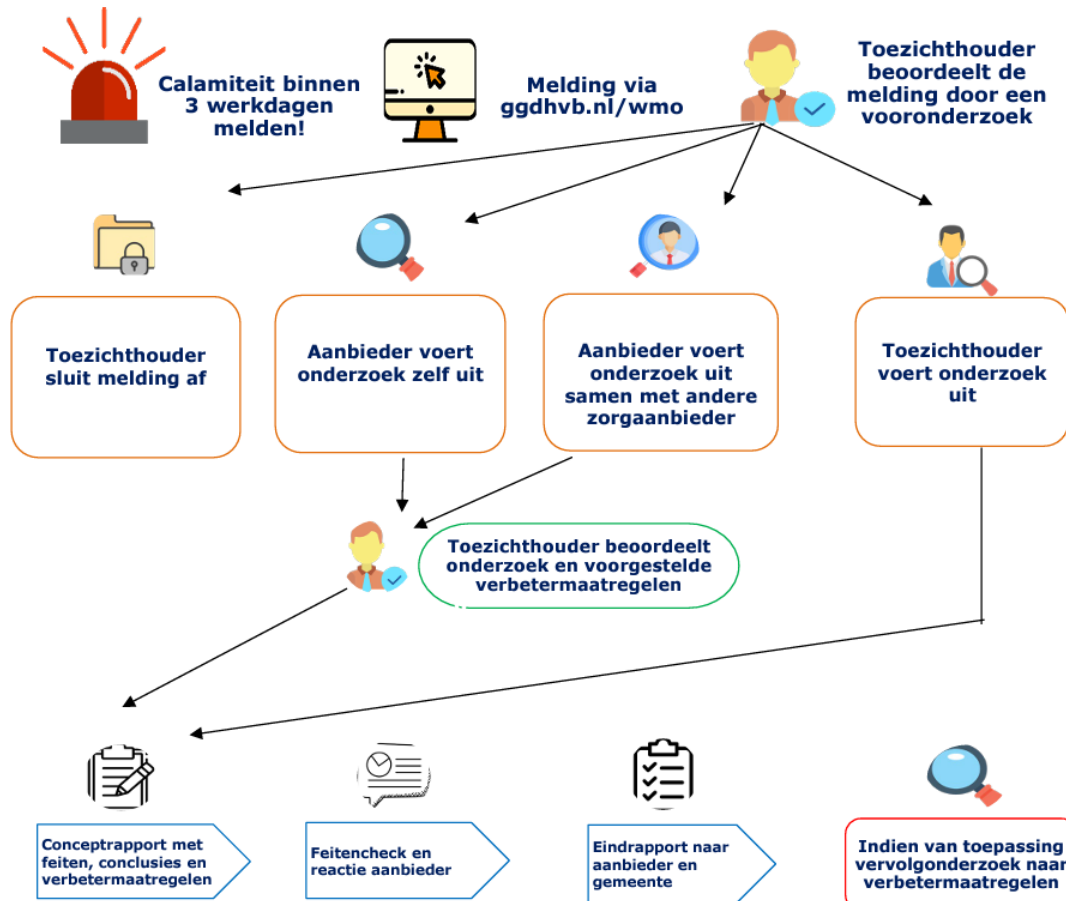 Calamiteit binnen
3 werkdagen
melden!
Melding via
ggdhvb.nl/wmo
Toezichthouder
beoordeelt de
melding door een
vooronderzoek
Toezichthouder
sluit melding af
Aanbieder voert
onderzoek zelf uit
Aanbieder voert
onderzoek uit
samen met andere
zorgaanbieder
Toezichthouder
voert onderzoek
uit
Toezichthouder beoordeelt
onderzoek en voorgestelde
verbetermaatregelen
Conceptrapport met
feiten, conclusies en
verbetermaatregelen
Feitencheck en
reactie aanbieder
Eindrapport naar
aanbieder en
gemeente
Indien van toepassing
vervolgonderzoek naar
verbetermaatregelen